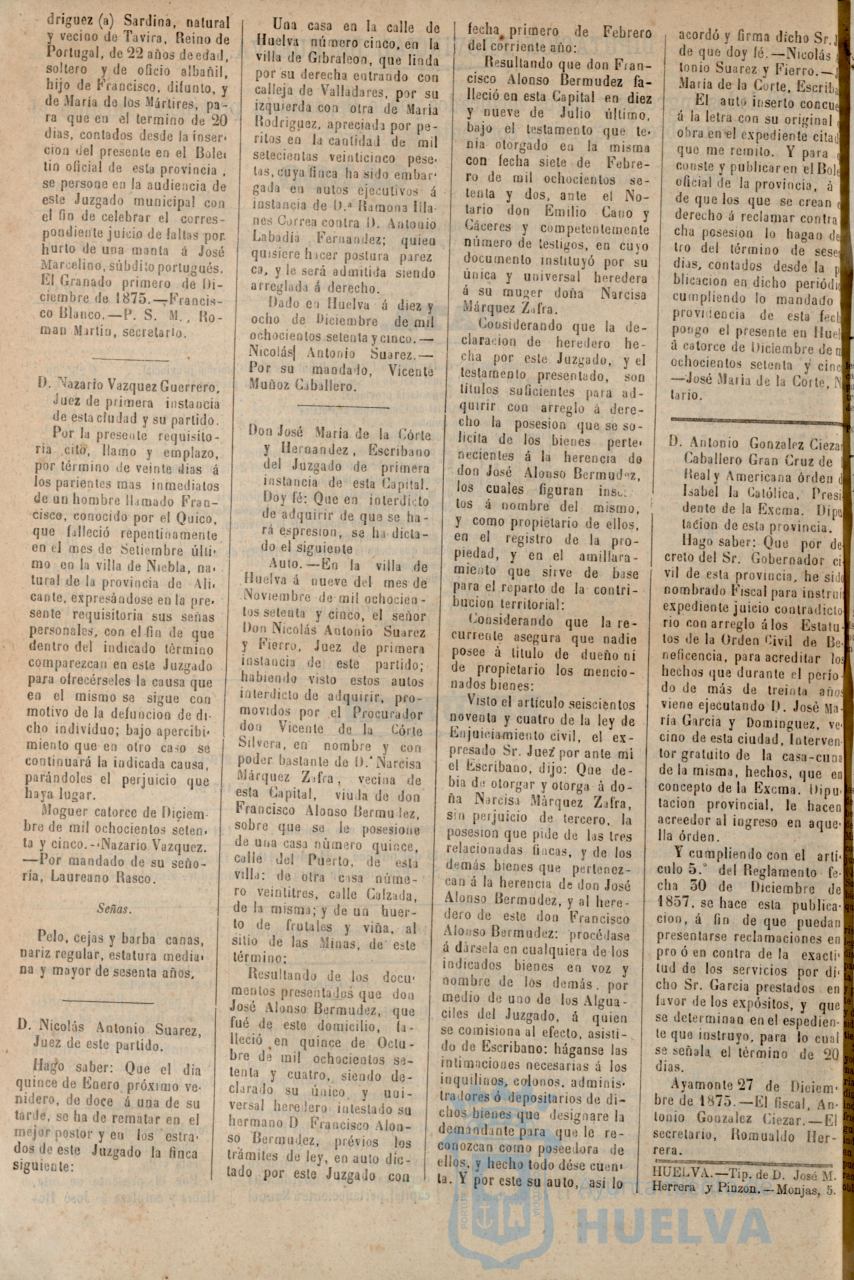 driguez (a) Sardina, natural
y vecino de Tavira, Reino de
Portugal, de 22 años de edad,
soltero y de oficio albañil,
hijo de Francisco, difunto, y
de María de los Mártires, pa-
ra que en el termino de 20
dias, contados desde la inser-
cion del presente en el Bole-
tin oficial de esta provincia,
se persone en la audiencia de
este Juzgado municipal con
el fin de celebrar el corres-
pondiente juicio de faltas por
hurto de una manta á José
Marcelino, súbdito portugués.
El Granado primero de Di-
ciembre de 1875.—Francis-
co Blanco.—P. S. M., Ro-
man Martin, secretario.
D. Nazario Vazquez Guerrero,
Juez de primera instancia
de esta ciudad y su partido.
Por la presente requisito-
ria cito, llamo y emplazo,
por término de veinte dias á
los parientes mas inmediatos
de un hombre llamado Fran-
cisco, conocido por el Quico,
que falleció repentinamente
en el mes de Setiembre últi-
mo en la villa de Niebla, na-
tural de la provincia de Ali-
cante, expresándose en la pre-
sente requisitoria sus señas
personales, con el fin de que
dentro del indicado término
comparezcan en este Juzgado
para ofrecérseles la causa que
en el mismo se sigue con
motivo de la defuncion de di-
cho individuo; bajo apercibi-
miento que en otro caso se
continuará la indicada causa,
parándoles el perjuicio que
haya lugar.
Moguer catorce de Diciem-
bre de mil ochocientos seten-
ta y cinco.—Nazario Vazquez.
—Por mandado de su seño-
ría, Laureano Rasco.
Señas.
Pelo, cejas y barba canas,
nariz regular, estatura media-
na y mayor de sesenta años.
D. Nicolás Antonio Suarez,
Juez de este partido.
Hago saber: Que el dia
quince de Enero próximo ve-
nidero, de doce á una de su
tarde, se ha de rematar en el
mejor postor y en los estra-
dos de este Juzgado la finca
siguiente:
Una casa en la calle de
Huelva número cinco, en la
villa de Gibraleon, que linda
por su derecha entrando con
calleja de Valladares, por su
izquierda con otra de Maria
Rodriguez, apreciada por pe-
ritos en la cantidad de mil
setecientas veinticinco pese-
tas, cuya finca ha sido embar-
gada en autos ejecutivos á
instancia de D.ª Ramona Illa-
nes Correa contra D. Antonio
Labadía Fernandez; quien
quisiere hacer postura parez
ca, y le será admitida siendo
arreglada á derecho.
Dado en Huelva á diez y
ocho de Diciembre de mil
ochocientos setenta y cinco.—
Nicolás Antonio Suarez.—
Por su mandado, Vicente
Muñoz Caballero.
Don José Maria de la Córte
y Hernandez, Escribano
del Juzgado de primera
instancia de esta Capital.
Doy fé: Que en interdicto
de adquirir de que se ha-
rá espresion, se ha dicta-
do el siguiente
Auto.—En la villa de
Huelva á nueve del mes de
Noviembre de mil ochocien-
tos setenta y cinco, el señor
Don Nicolás Antonio Suarez
y Fierro, Juez de primera
instancia de este partido;
habiendo visto estos autos
interdicto de adquirir, pro-
movidos por el Procurador
don Vicente de la Córte
Silvera, en nombre y con
poder bastante de D.ª Narcisa
Márquez Zafra, vecina de
esta Capital, viuda de don
Francisco Alonso Bermudez,
sobre que se le posesione
de una casa número quince,
calle del Puerto, de esta
villa; de otra casa núme-
ro veintitres, calle Calzada,
de la misma; y de un huer-
to de frutales y viña, al
sitio de las Minas, de este
término;
Resultando de los docu-
mentos presentados que don
José Alonso Bermudez, que
fué de este domicilio, fa-
lleció en quince de Octu-
bre de mil ochocientos se-
tenta y cuatro, siendo de-
clarado su único y uni-
versal heredero intestado su
hermano D Francisco Alon-
so Bermudez, prévios los
trámites de ley, en auto dic-
tado por este Juzgado con
fecha primero de Febrero
del corriente año:
Resultando que don Fran-
cisco Alonso Bermudez fa-
lleció en esta Capital en diez
y nueve de Julio último,
bajo el testamento que te-
nia otorgado en la misma
con fecha siete de Febre-
ro de mil ochocientos se-
tenta y dos, ante el No-
tario don Emilio Cano y
Cáceres y competentemente
número de testigos, en cuyo
documento instituyó por su
única y universal heredera
á su muger doña Narcisa
Márquez Zafra.
Considerando que la de-
claracion de heredero he-
cha por este Juzgado, y el
testamento presentado, son
titulos suficientes para ad-
quirir con arreglo á dere-
cho la posesion que se so-
licita de los bienes perte-
necientes á la herencia de
don José Alonso Bermudez,
los cuales figuran
tos á nombre del mismo,
y como propietario de ellos,
en el registro de la pro-
piedad, y en el amillara-
miento que sirve de base
para el reparto de la contri-
bucion territorial:
Considerando que la re-
currente asegura que nadie
posee á titulo de dueño ni
de propietario los mencio-
nados bienes:
Visto el artículo seiscientos
noventa y cuatro de la ley de
Enjuiciamiento civil, el ex-
presado Sr. Juez por ante mi
el Escribano, dijo: Que de-
bia de otorgar y otorga á do-
ña Narcisa Márquez Zafra,
sin perjuicio de tercero, la
posesion que pide de las tres
relacionadas fincas, y de los
demás bienes que pertenez-
can á la herencia de don José
Alonso Bermudez, y al here-
dero de este don Francisco
Alonso Bermudez: procédase
á dársela en cualquiera de los
indicados bienes en voz y
nombre de los demás, por
medio de uno de los Algua-
ciles del Juzgado, á quien
se comisiona al efecto, asisti-
do de Escribano: háganse las
intimaciones necesarias á los
inquilinos, colonos, adminis-
tradores ó depositarios de di-
chos bienes que designare la
demandante para que le re-
conozcan como poseedora de
ellos, y hecho todo dése cuen-
ta. Y por este su auto, así lo
acordó y firma dicho Sr.
de que doy fé.—Nicolás
tonio Suarez y Fierro.—
Maria de la Corte, Escriba
El auto inserto concue
á la letra con su original
obra en el expediente citad
que me remito. Y para
conste y publicar en el Bole
oficial de la provincia, á
de que los que se crean
derecho á reclamar contra
cha posesion lo hagan de
tro del término de sese
dias, contados desde la p
blicacion en dicho periódi
cumpliendo lo mandado
providencia de esta fech
pongo el presente en Huel
á catorce de Diciembre de m
ochocientos setenta y cinc
—José Maria de la Corte, N
tario.
D. Antonio Gonzalez Ciezar
Caballero Gran Cruz de
Real y Americana órden d
Isabel la Católica, Presi
dente de la Excma. Dipu
tacion de esta provincia.
Hago saber: Que por de
creto del Sr. Gobernador ci
vil de esta provincia, he sido
nombrado Fiscal para instruir
expediente juicio contradicto
rio con arreglo á los Estatu
tos de la Orden Civil de Be
neficencia, para acreditar los
hechos que durante el perío
do de más de treinta años
viene ejecutando D. José Ma
ría Garcia y Dominguez, ve
cino de esta ciudad, Interven
tor gratuito de la casa-cuna
de la misma, hechos, que en
concepto de la Excma. Dipu
tacion provincial, le hacen
acreedor al ingreso en aque
lla órden.
Y cumpliendo con el artí
culo 5.º del Reglamento fe
cha 30 de Diciembre de
1857, se hace esta publica
cion, á fin de que puedan
presentarse reclamaciones en
pro ó en contra de la exacti
tud de los servicios por di
cho Sr. Garcia prestados en
favor de los expósitos, y que
se determinan en el espedien
te que instruyo, para lo cual
se señala el término de 20
dias.
Ayamonte 27 de Diciem
bre de 1875.—El fiscal, An
tonio Gonzalez Ciezar.—El
secretario, Romualdo Her
rera.
HUELVA.—Tip. de D. José M.
Herrera y Pinzon.—Monjas, 5.
HUELVA